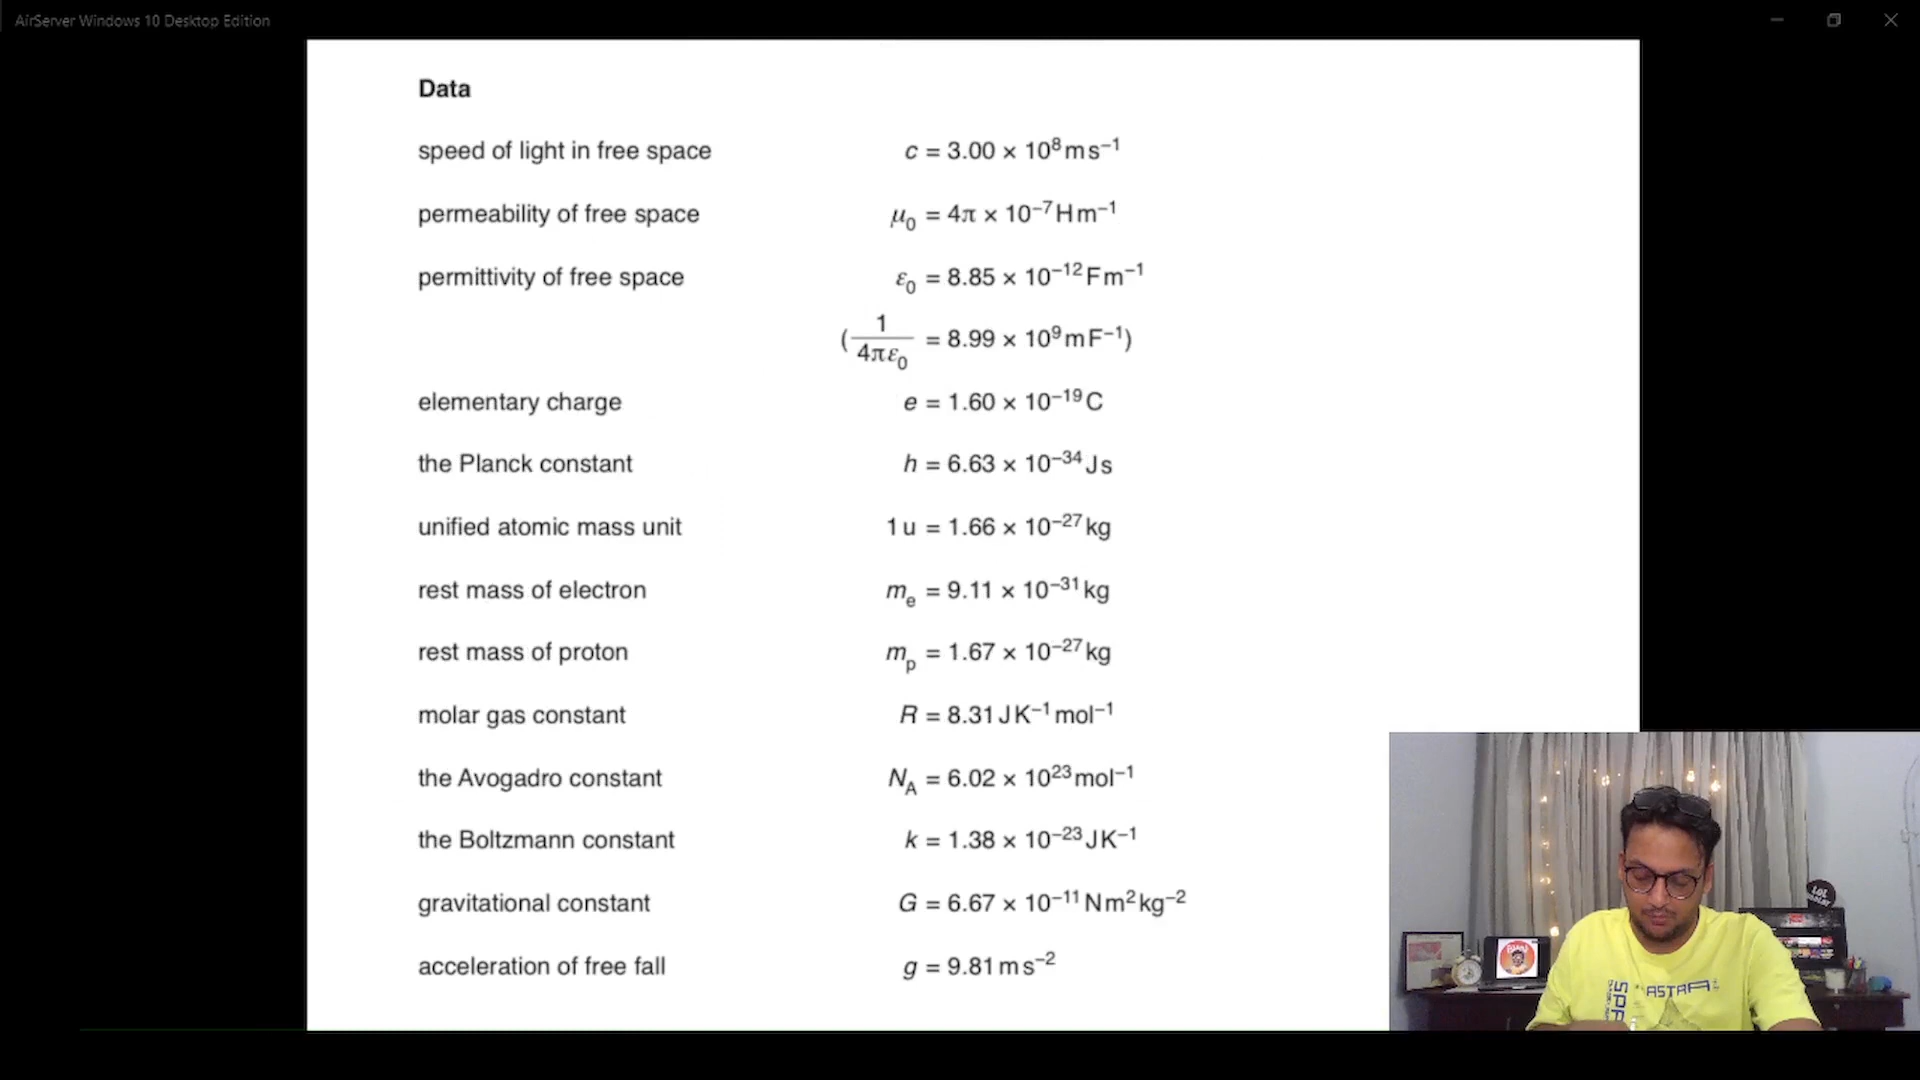 AirServer Windows 10 Desktop Edition
Data
speed of light in free space c = 3.00 × 10⁸ m s⁻¹
permeability of free space μ₀ = 4π × 10⁻⁷ H m⁻¹
permittivity of free space ε₀ = 8.85 × 10⁻¹² F m⁻¹
(1/4πε₀ = 8.99 × 10⁹ m F⁻¹)
elementary charge e = 1.60 × 10⁻¹⁹ C
the Planck constant h = 6.63 × 10⁻³⁴ J s
unified atomic mass unit 1 u = 1.66 × 10⁻²⁷ kg
rest mass of electron mₑ = 9.11 × 10⁻³¹ kg
rest mass of proton mₚ = 1.67 × 10⁻²⁷ kg
molar gas constant R = 8.31 J K⁻¹ mol⁻¹
the Avogadro constant N_A = 6.02 × 10²³ mol⁻¹
the Boltzmann constant k = 1.38 × 10⁻²³ J K⁻¹
gravitational constant G = 6.67 × 10⁻¹¹ N m² kg⁻²
acceleration of free fall g = 9.81 m s⁻²
LOL
ASTRA